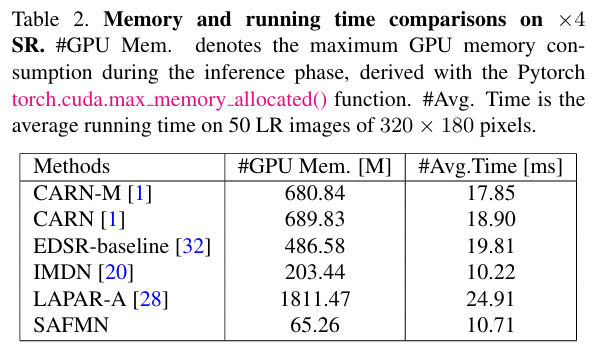 Table 2. Memory and running time comparisons on ×4
SR. #GPU Mem. denotes the maximum GPU memory con-
sumption during the inference phase, derived with the Pytorch
torch.cuda.max_memory_allocated() function. #Avg. Time is the
average running time on 50 LR images of 320 × 180 pixels.
Methods #GPU Mem. [M] #Avg.Time [ms]
CARN-M [1] 680.84 17.85
CARN [1] 689.83 18.90
EDSR-baseline [32] 486.58 19.81
IMDN [20] 203.44 10.22
LAPAR-A [28] 1811.47 24.91
SAFMN 65.26 10.71